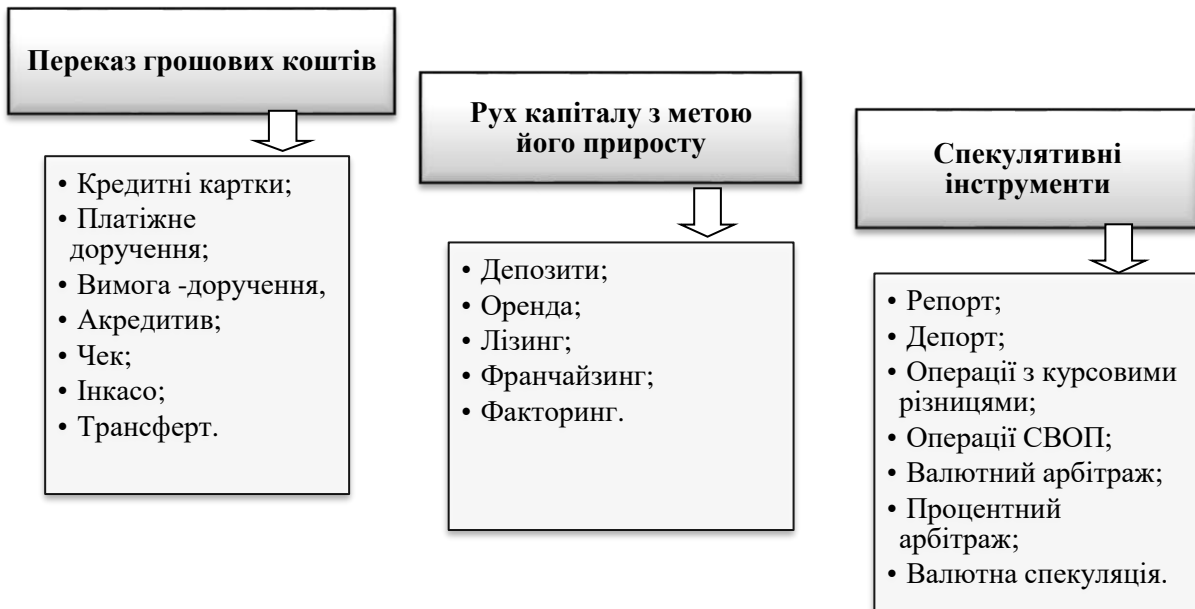 Переказ грошових коштів
• Кредитні картки;
• Платіжне
доручення;
• Вимога -доручення,
• Акредитив;
• Чек;
• Інкасо;
• Трансферт.
Рух капіталу з метою
його приросту
• Депозити;
• Оренда;
• Лізинг;
• Франчайзинг;
• Факторинг.
Спекулятивні
інструменти
• Репорт;
• Депорт;
• Операції з курсовими
різницями;
• Операції СВОП;
• Валютний арбітраж;
• Процентний
арбітраж;
• Валютна спекуляція.